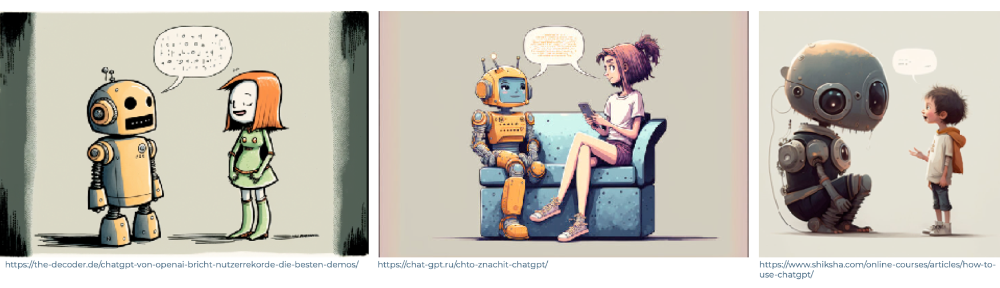 https://the-decoder.de/chatgpt-von-openai-bricht-nutzerrekorde-die-besten-demos/
https://chat-gpt.ru/chto-znachit-chatgpt/
https://www.shiksha.com/online-courses/articles/how-to-
use-chatgpt/